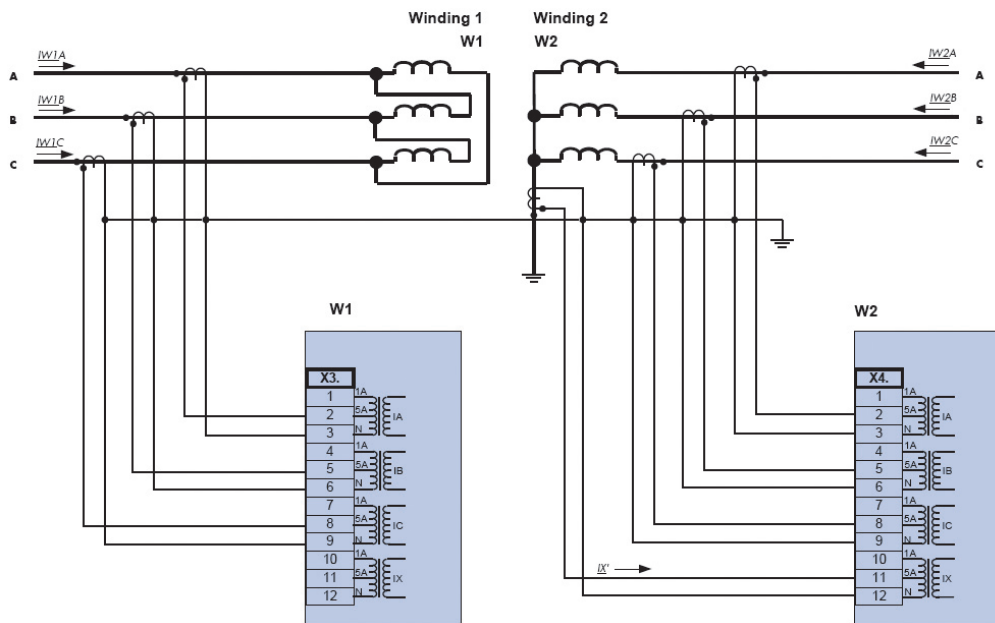 Winding 1 Winding 2
W1 W2
IW1A IW2A
A A
IW1B IW2B
B B
IW1C IW2C
C C
W1 W2
X3. X4.
1 1A 1 1A
2 5A IA 2 5A IA
3 N 3 N
4 1A 4 1A
5 5A IB 5 5A IB
6 N 6 N
7 1A 7 1A
8 5A IC 8 5A IC
9 N 9 N
10 1A 10 1A
11 5A IX IX' 11 5A IX
12 N 12 N